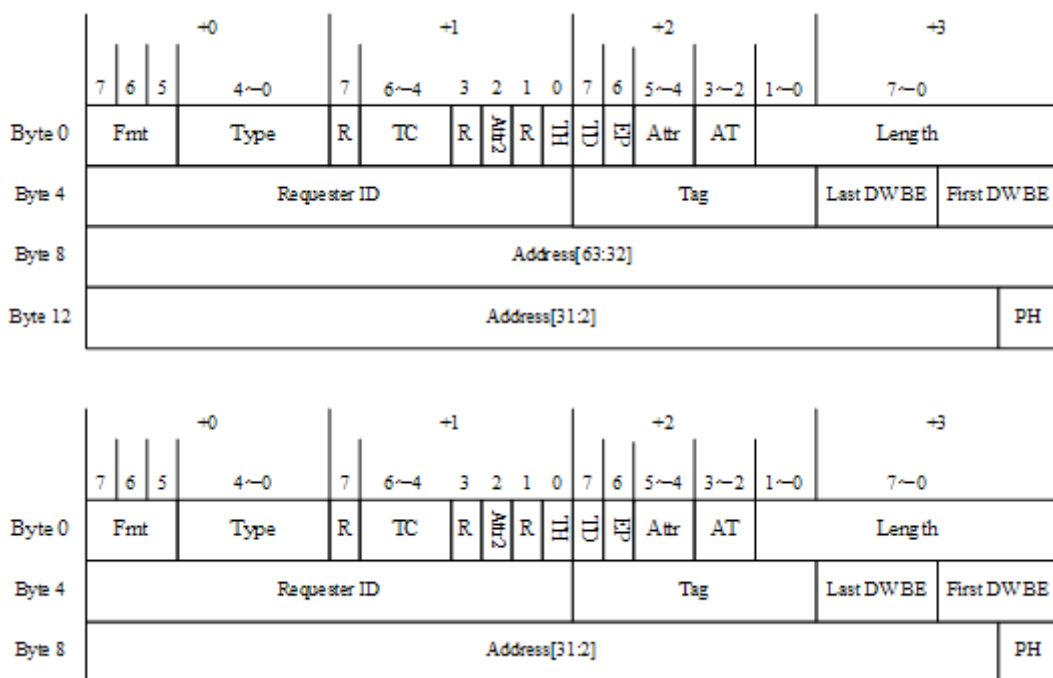 +0 +1 +2 +3
7 6 5 4~0 7 6~4 3 2 1 0 7 6 5~4 3~2 1~0 7~0
Byte 0 Fmt Type R TC R Attr2 R TH TD EP Attr AT Length
Byte 4 Requester ID Tag Last DWBE First DWBE
Byte 8 Address[63:32]
Byte 12 Address[31:2] PH
+0 +1 +2 +3
7 6 5 4~0 7 6~4 3 2 1 0 7 6 5~4 3~2 1~0 7~0
Byte 0 Fmt Type R TC R Attr2 R TH TD EP Attr AT Length
Byte 4 Requester ID Tag Last DWBE First DWBE
Byte 8 Address[31:2] PH